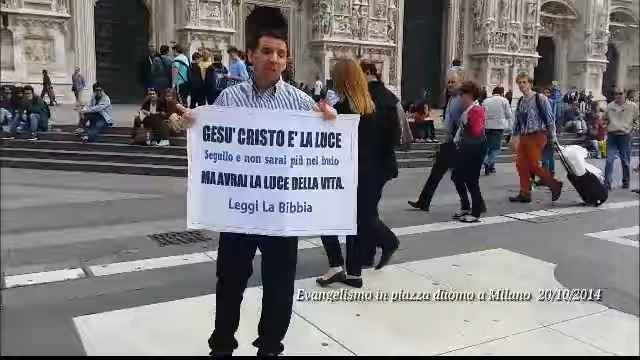 GESU' CRISTO E' LA LUCE
Seguilo e non sarai più nel buio
MA AVRAI LA LUCE DELLA VITA.
Leggi La Bibbia
Evangelismo in piazza duomo a Milano 20/10/2014